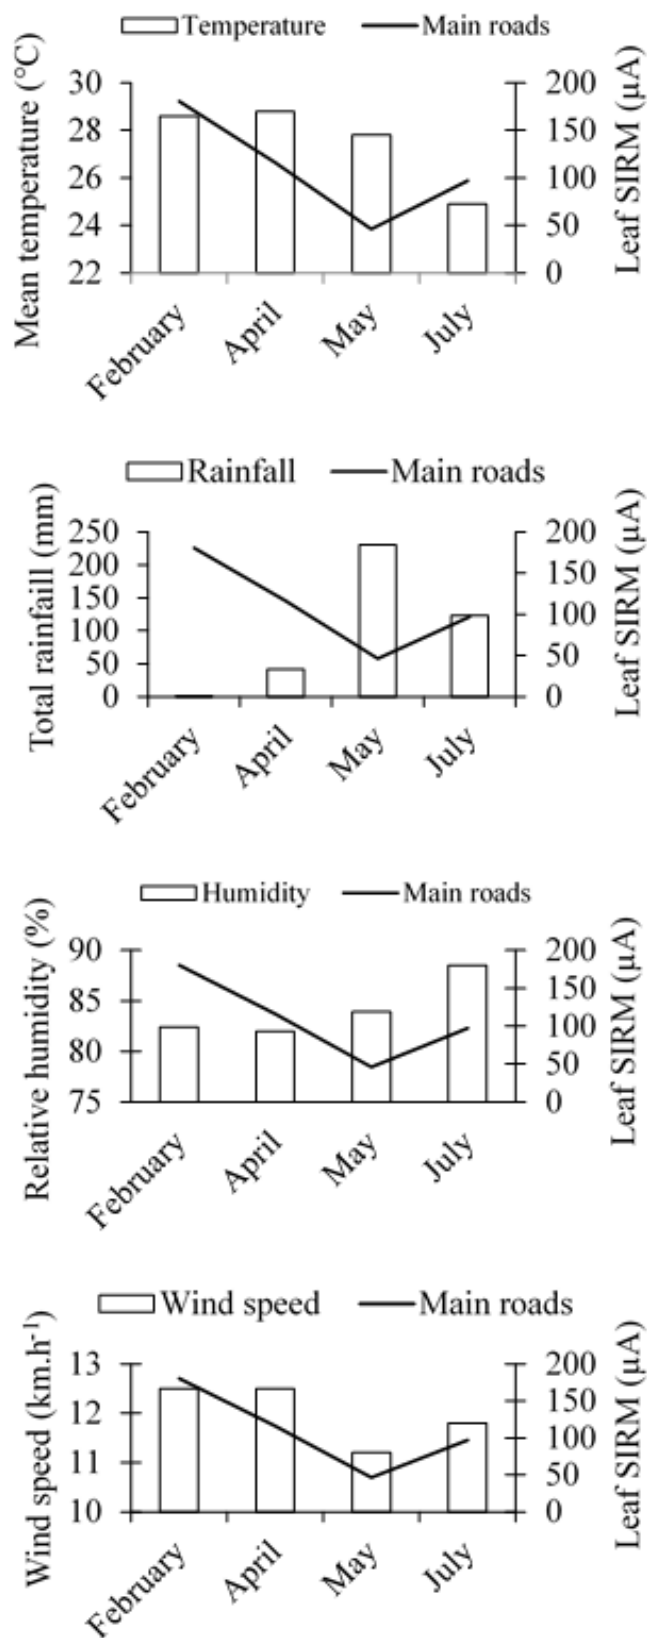 Temperature Main roads
Mean temperature (°C)
30
28
26
24
22
200
150
100
50
0
Leaf SIRM (µA)
February
April
May
July
Rainfall Main roads
Total rainfaill (mm)
250
200
150
100
50
0
200
150
100
50
0
Leaf SIRM (µA)
February
April
May
July
Humidity Main roads
Relative humidity (%)
90
85
80
75
200
150
100
50
0
Leaf SIRM (µA)
February
April
May
July
Wind speed Main roads
Wind speed (km.h⁻¹)
13
12
11
10
200
150
100
50
0
Leaf SIRM (µA)
February
April
May
July